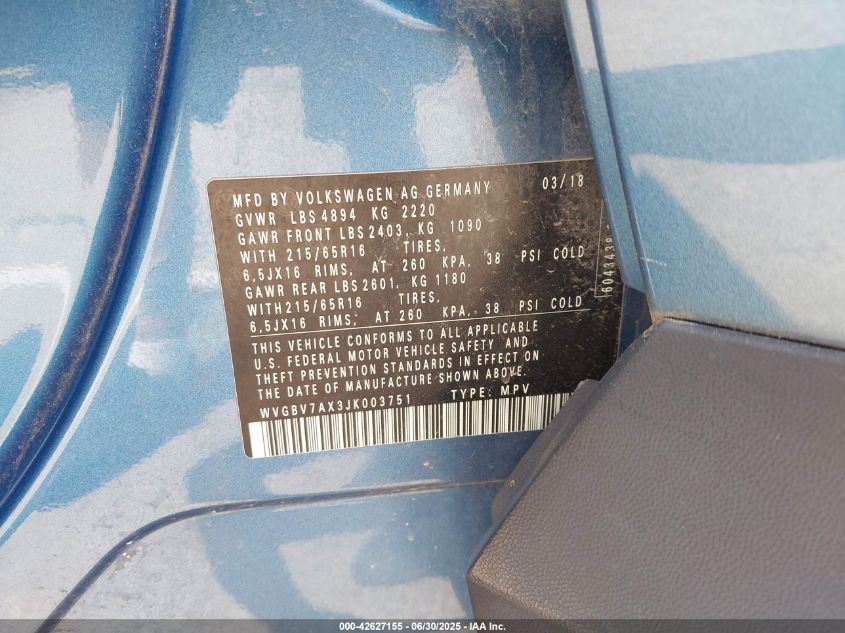 MFD BY VOLKSWAGEN AG GERMANY 03/18
GVWR LBS 4894 KG 2220
GAWR FRONT LBS 2403, KG 1090
WITH 215/65R16 TIRES,
6,5JX16 RIMS, AT 260 KPA, 38 PSI COLD
GAWR REAR LBS 2601, KG 1180
WITH 215/65R16 TIRES,
6,5JX16 RIMS, AT 260 KPA, 38 PSI COLD
THIS VEHICLE CONFORMS TO ALL APPLICABLE
U.S. FEDERAL MOTOR VEHICLE SAFETY AND
THEFT PREVENTION STANDARDS IN EFFECT ON
THE DATE OF MANUFACTURE SHOWN ABOVE.
WVGBV7AX3JK003751 TYPE: MPV
000-42627155 - 06/30/2025 - IAA Inc.